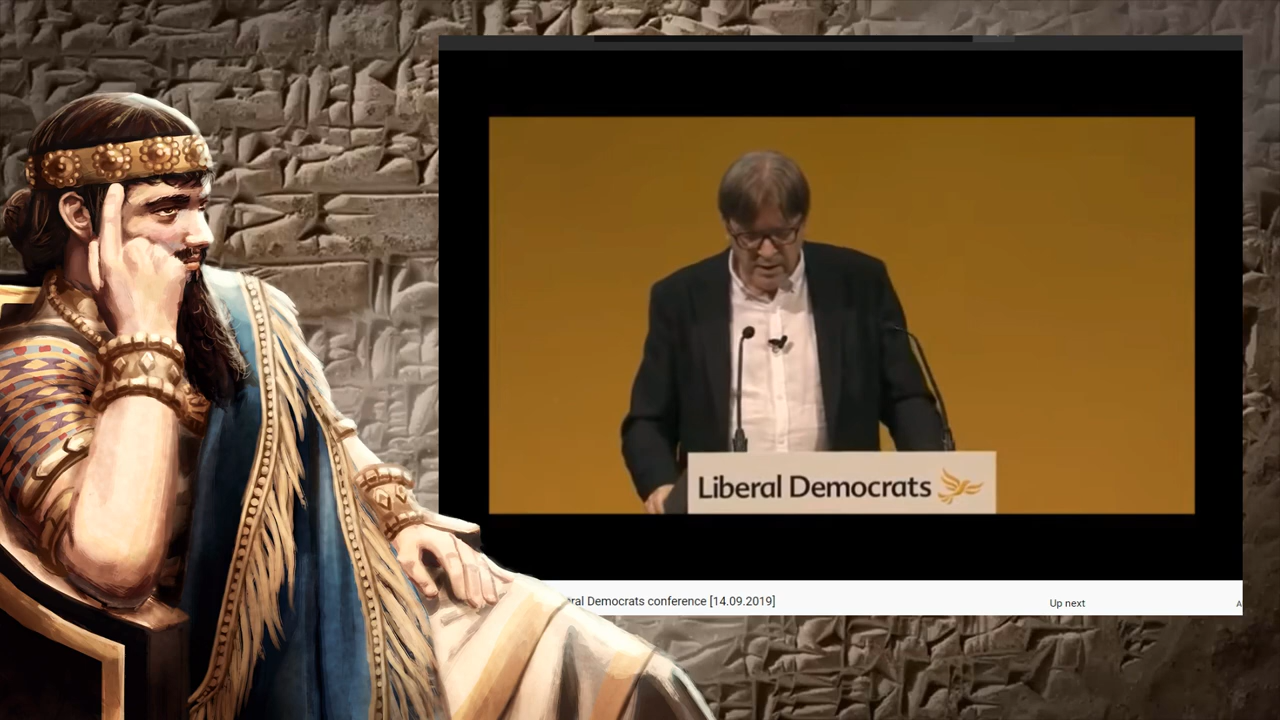 Liberal Democrats
ral Democrats conference [14.09.2019]
Up next
A